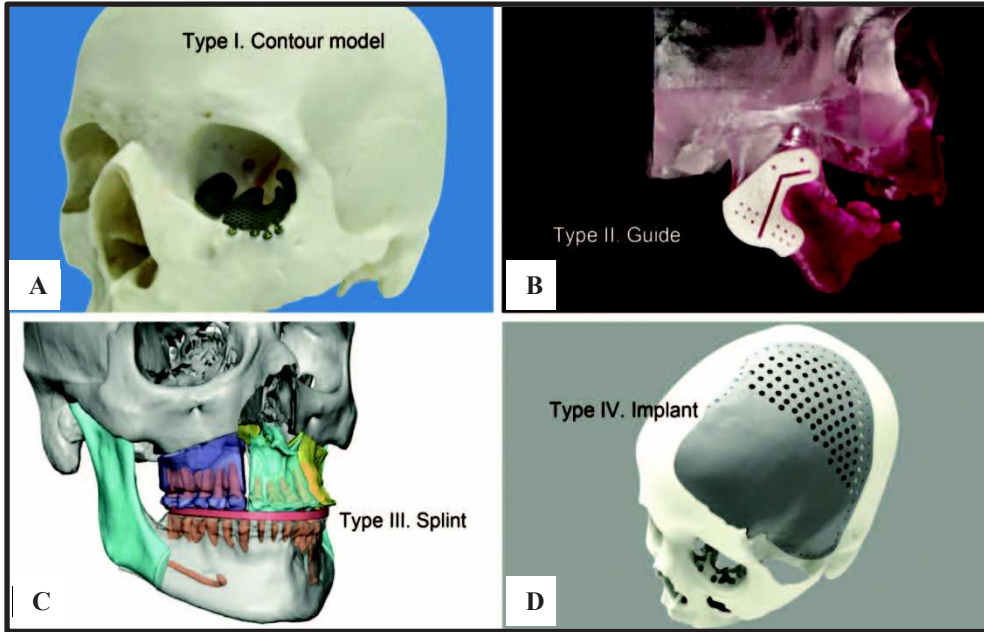 Type I. Contour model
A
Type II. Guide
B
Type III. Splint
C
Type IV. Implant
D